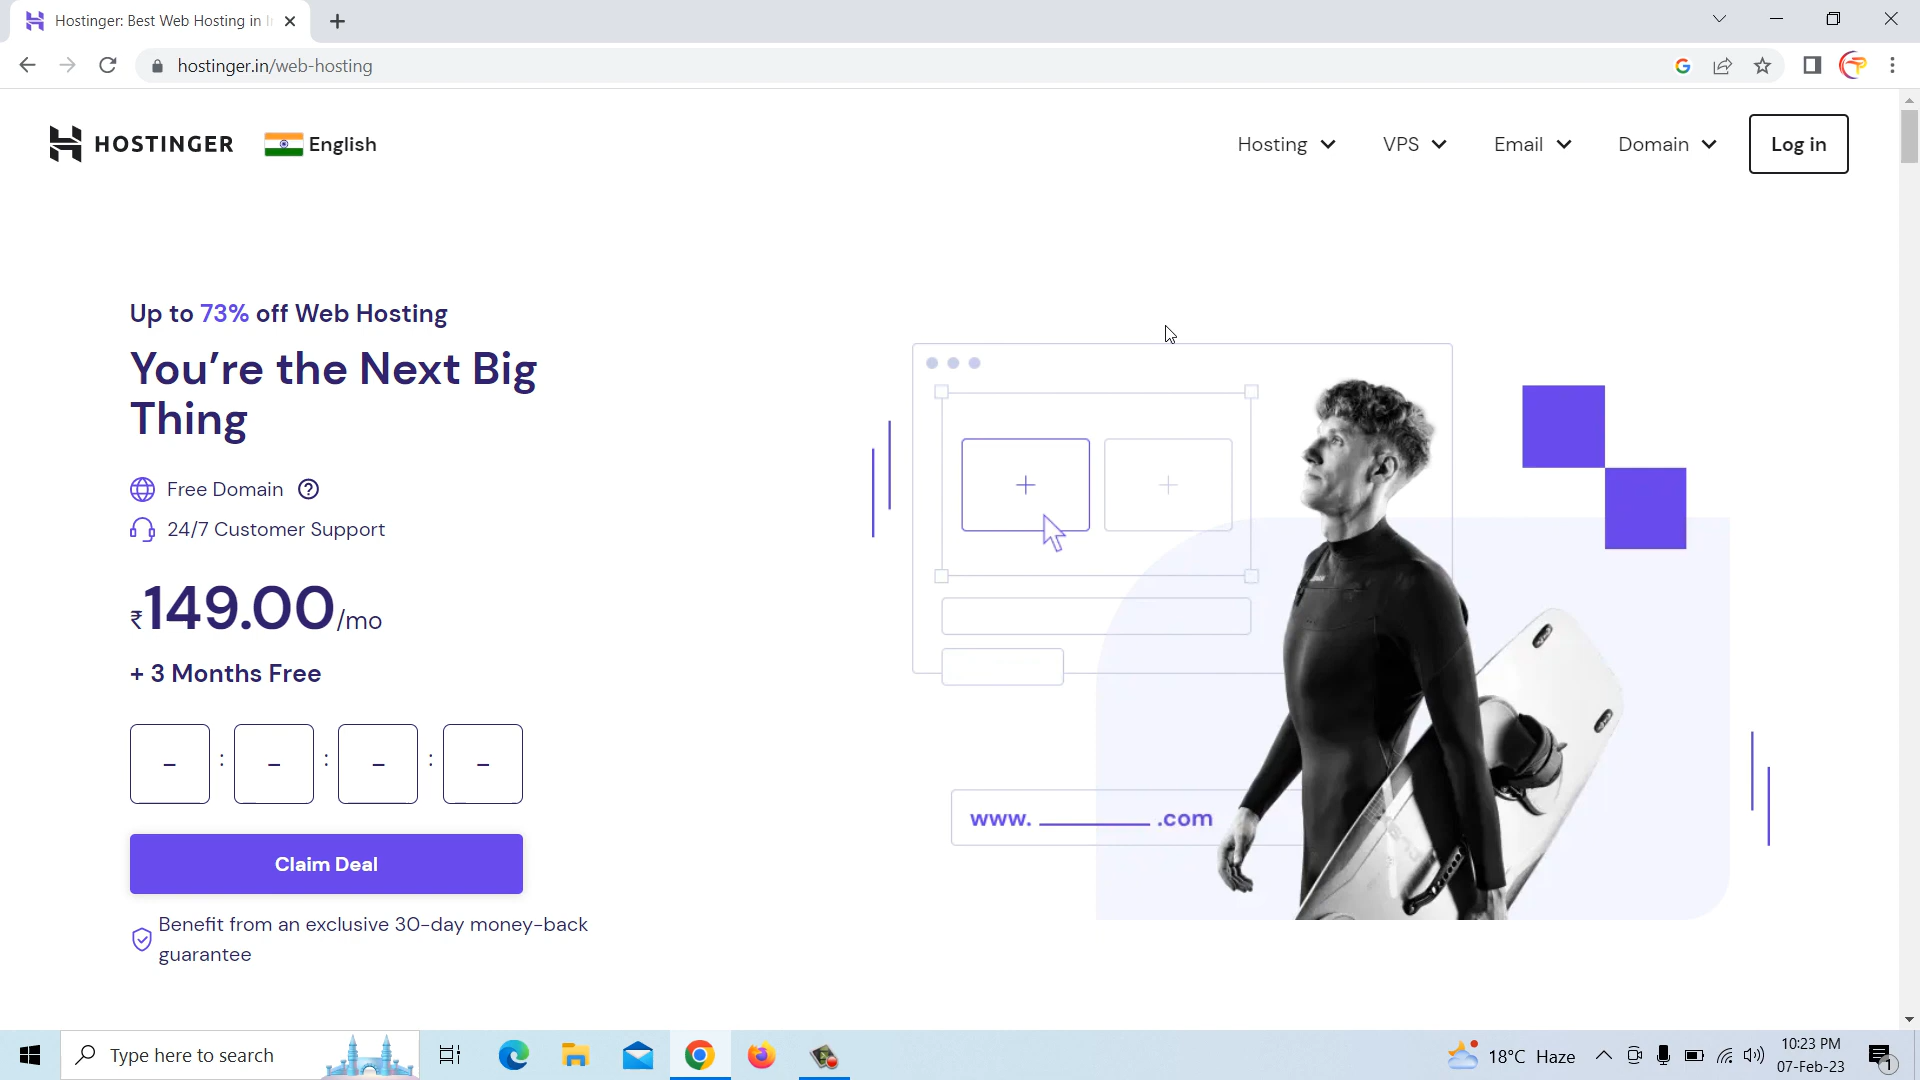 Hostinger: Best Web Hosting in I
hostinger.in/web-hosting
HOSTINGER
English
Hosting
VPS
Email
Domain
Log in
Up to 73% off Web Hosting
You’re the Next Big
Thing
Free Domain
24/7 Customer Support
₹149.00/mo
+ 3 Months Free
– : – : – : –
Claim Deal
Benefit from an exclusive 30-day money-back
guarantee
www. ________ .com
Type here to search
18°C Haze
10:23 PM
07-Feb-23
1